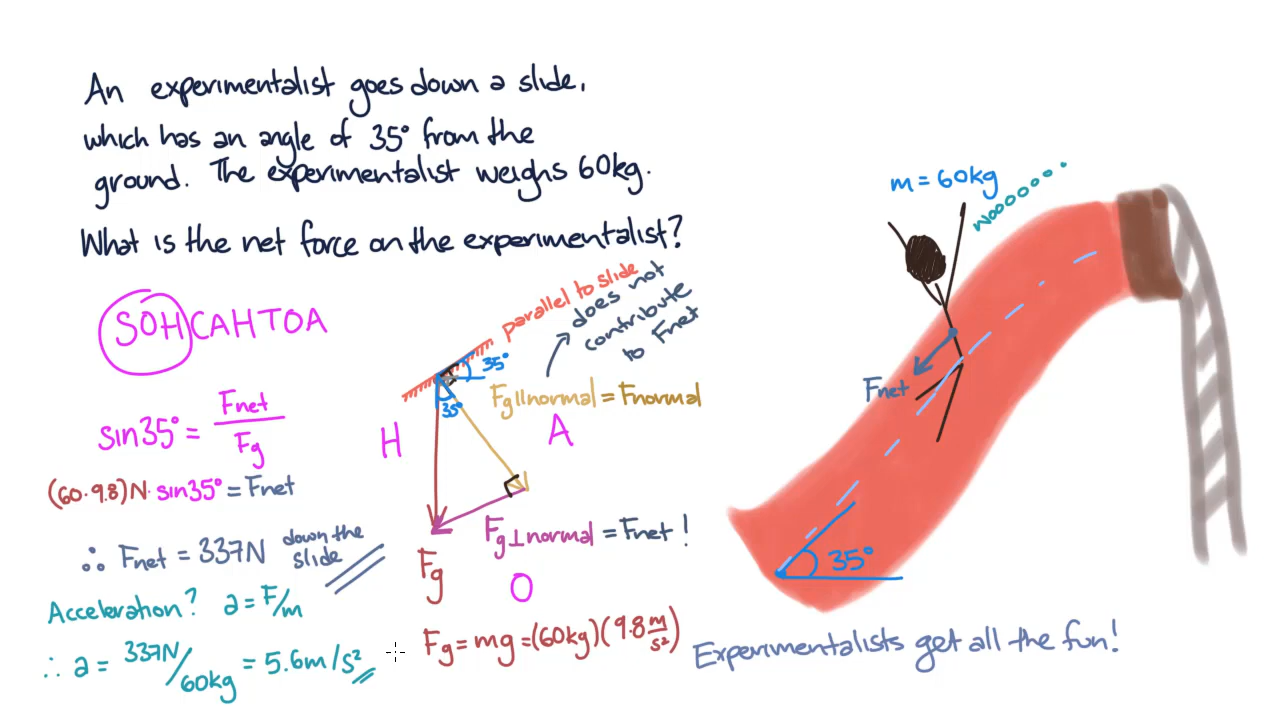 An experimentalist goes down a slide,
which has an angle of 35° from the
ground. The experimentalist weighs 60kg.
What is the net force on the experimentalist?
SOHCAHTOA
sin35° = Fnet / Fg
(60·9.8)N·sin35° = Fnet
∴ Fnet = 337N down the slide
Acceleration? a = F/m
∴ a = 337N/60kg = 5.6m/s²
parallel to slide
does not
contribute
to Fnet
35°
35°
Fg||normal = Fnormal
H
A
Fg⊥normal = Fnet!
Fg
O
Fg = mg = (60kg)(9.8 m/s²)
m = 60kg
woooooooo
Fnet
35°
Experimentalists get all the fun!